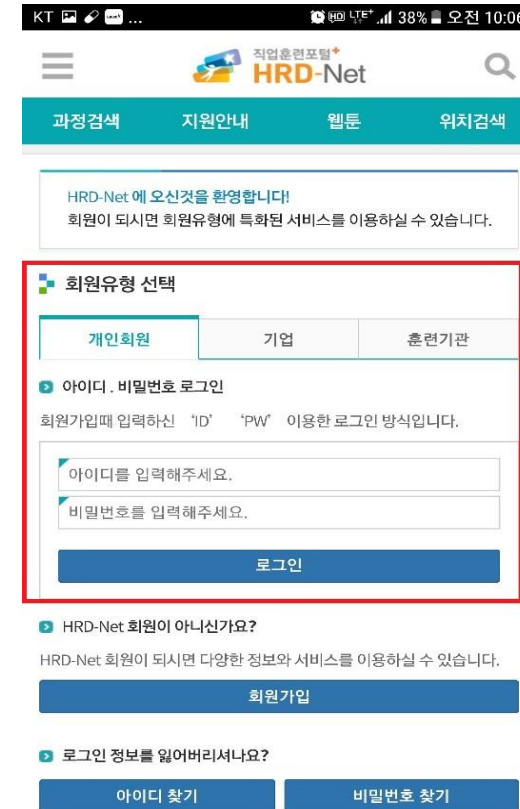 KT ... HD LTE+ 38% 오전 10:06
직업훈련포털+
HRD-Net
과정검색 지원안내 웹툰 위치검색
HRD-Net 에 오신것을 환영합니다!
회원이 되시면 회원유형에 특화된 서비스를 이용하실 수 있습니다.
회원유형 선택
개인회원 기업 훈련기관
아이디 . 비밀번호 로그인
회원가입때 입력하신 ‘ID’ ‘PW’ 이용한 로그인 방식입니다.
아이디를 입력해주세요.
비밀번호를 입력해주세요.
로그인
HRD-Net 회원이 아니신가요?
HRD-Net 회원이 되시면 다양한 정보와 서비스를 이용하실 수 있습니다.
회원가입
로그인 정보를 잃어버리셔나요?
아이디 찾기 비밀번호 찾기